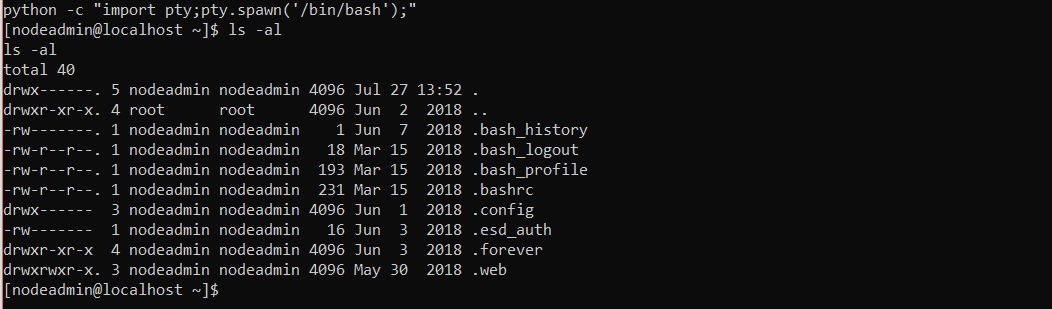 python -c "import pty;pty.spawn('/bin/bash');"
[nodeadmin@localhost ~]$ ls -al
ls -al
total 40
drwx------. 5 nodeadmin nodeadmin 4096 Jul 27 13:52 .
drwxr-xr-x. 4 root      root      4096 Jun  2  2018 ..
-rw-------. 1 nodeadmin nodeadmin    1 Jun  7  2018 .bash_history
-rw-r--r--. 1 nodeadmin nodeadmin   18 Mar 15  2018 .bash_logout
-rw-r--r--. 1 nodeadmin nodeadmin  193 Mar 15  2018 .bash_profile
-rw-r--r--. 1 nodeadmin nodeadmin  231 Mar 15  2018 .bashrc
drwx------  3 nodeadmin nodeadmin 4096 Jun  1  2018 .config
-rw-------  1 nodeadmin nodeadmin   16 Jun  3  2018 .esd_auth
drwxr-xr-x  4 nodeadmin nodeadmin 4096 Jun  3  2018 .forever
drwxrwxr-x. 3 nodeadmin nodeadmin 4096 May 30  2018 .web
[nodeadmin@localhost ~]$